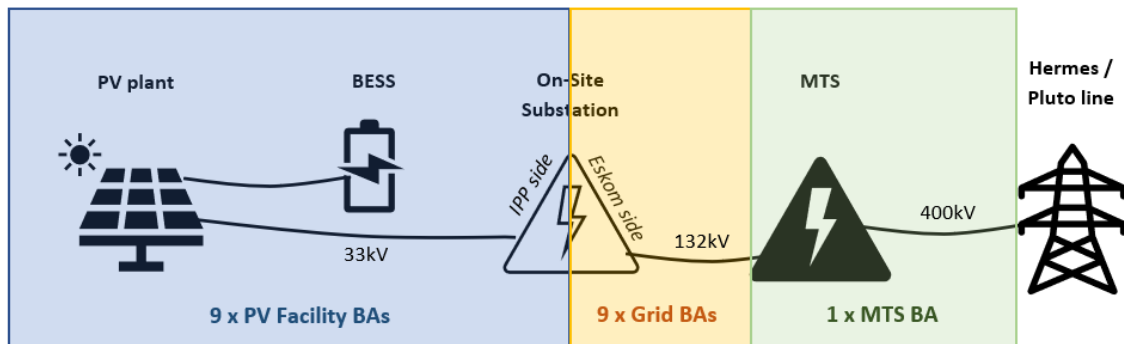 PV plant
BESS
On-Site
Substation
MTS
Hermes /
Pluto line
IPP side
Eskom side
33kV
132kV
400kV
9 x PV Facility BAs
9 x Grid BAs
1 x MTS BA